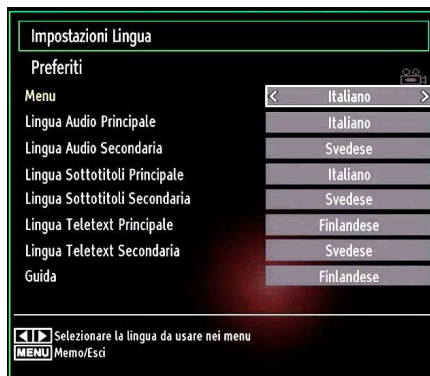 Impostazioni Lingua
Preferiti
Menu Italiano
Lingua Audio Principale Italiano
Lingua Audio Secondaria Svedese
Lingua Sottotitoli Principale Italiano
Lingua Sottotitoli Secondaria Svedese
Lingua Teletext Principale Finlandese
Lingua Teletext Secondaria Svedese
Guida Finlandese
Selezionare la lingua da usare nei menu
MENU Memo/Esci